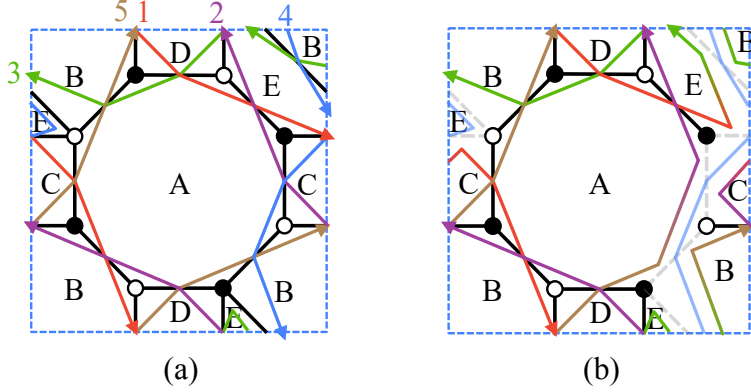 5 1 2 4
D B
3 B E B
E
C A C B
E
C A C
B B B
D E D E
(a) (b)